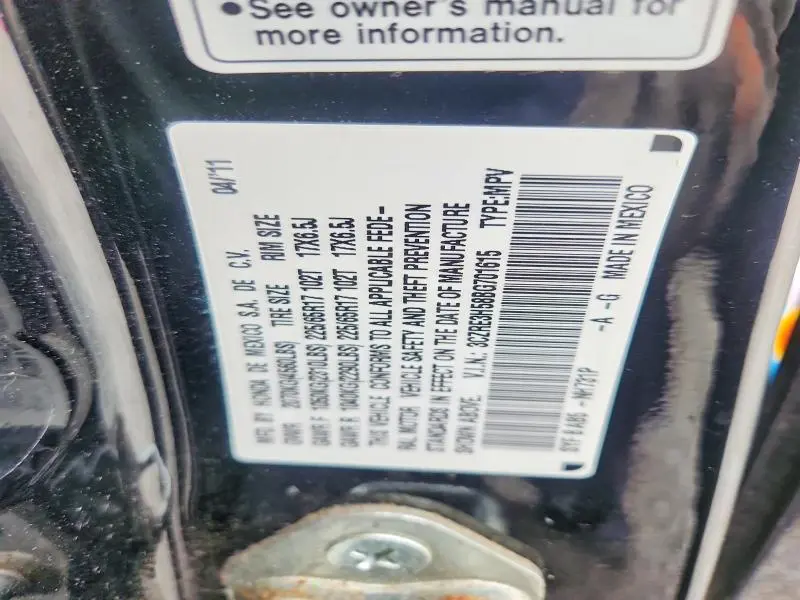 •See owner's manual for
more information.
MFD. BY HONDA DE MEXICO S.A. DE C.V. 04/'11
GVWR 2070KG(4560LBS) TIRE SIZE RIM SIZE
GAWR F 1050KG(2310LBS) 225/65R17 102T 17X6.5J
GAWR R 1040KG(2290LBS) 225/65R17 102T 17X6.5J
THIS VEHICLE CONFORMS TO ALL APPLICABLE FEDE-
RAL MOTOR VEHICLE SAFETY AND THEFT PREVENTION
STANDARDS IN EFFECT ON THE DATE OF MANUFACTURE
SHOWN ABOVE. V.I.N.: 3CZRE3H58BG701615 TYPE:MPV
-NH731P -A -G MADE IN MEXICO